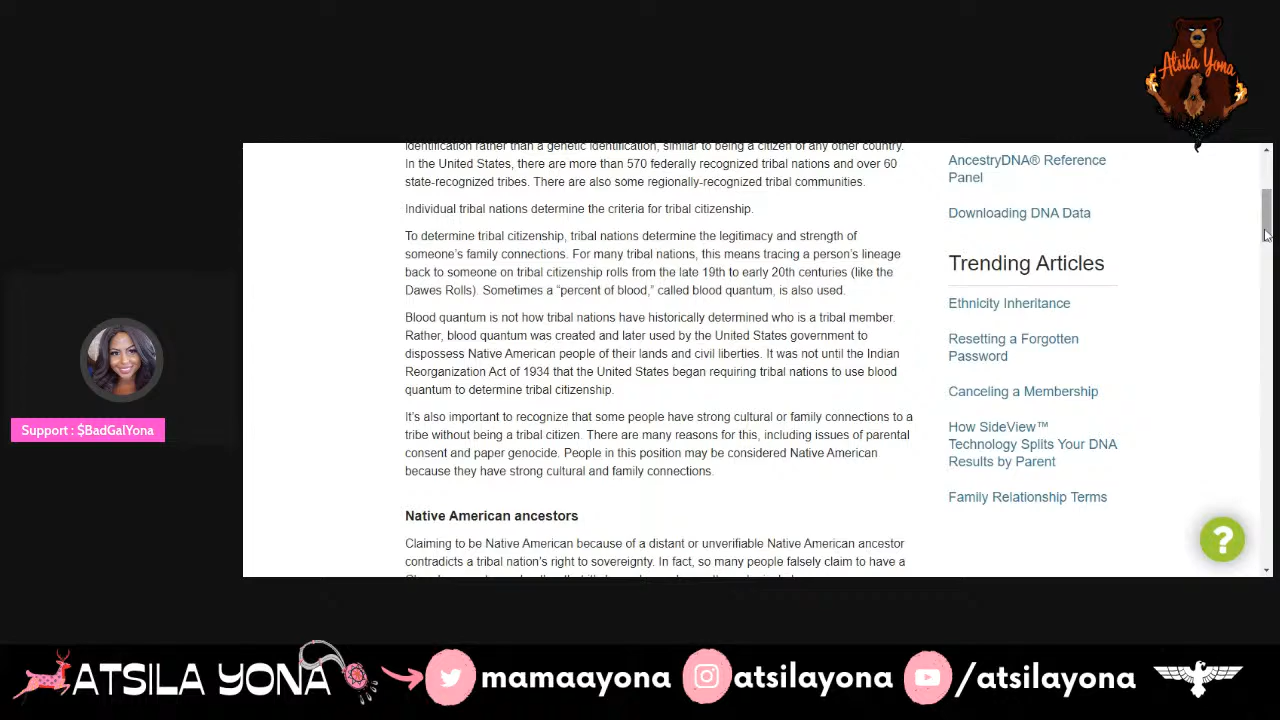 Atsila Yona
identification rather than a genetic identification, similar to being a citizen of any other country.
In the United States, there are more than 570 federally recognized tribal nations and over 60
state-recognized tribes. There are also some regionally-recognized tribal communities.
Individual tribal nations determine the criteria for tribal citizenship.
To determine tribal citizenship, tribal nations determine the legitimacy and strength of
someone's family connections. For many tribal nations, this means tracing a person's lineage
back to someone on tribal citizenship rolls from the late 19th to early 20th centuries (like the
Dawes Rolls). Sometimes a “percent of blood,” called blood quantum, is also used.
Blood quantum is not how tribal nations have historically determined who is a tribal member.
Rather, blood quantum was created and later used by the United States government to
dispossess Native American people of their lands and civil liberties. It was not until the Indian
Reorganization Act of 1934 that the United States began requiring tribal nations to use blood
quantum to determine tribal citizenship.
It's also important to recognize that some people have strong cultural or family connections to a
tribe without being a tribal citizen. There are many reasons for this, including issues of parental
consent and paper genocide. People in this position may be considered Native American
because they have strong cultural and family connections.
Native American ancestors
Claiming to be Native American because of a distant or unverifiable Native American ancestor
contradicts a tribal nation's right to sovereignty. In fact, so many people falsely claim to have a
AncestryDNA® Reference
Panel
Downloading DNA Data
Trending Articles
Ethnicity Inheritance
Resetting a Forgotten
Password
Canceling a Membership
How SideView™
Technology Splits Your DNA
Results by Parent
Family Relationship Terms
?
Support : $BadGalYona
ATSILA YONA
mamaayona
atsilayona
/atsilayona